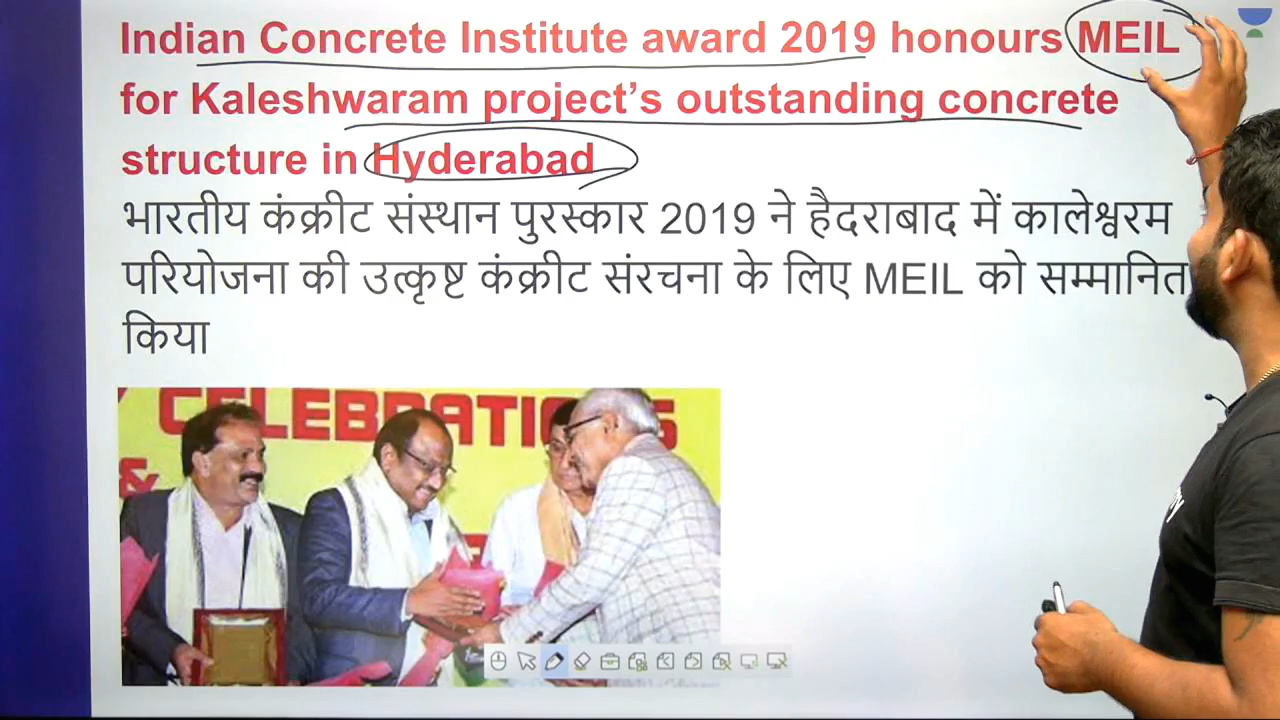 Indian Concrete Institute award 2019 honours MEIL
for Kaleshwaram project’s outstanding concrete
structure in Hyderabad
भारतीय कंक्रीट संस्थान पुरस्कार 2019 ने हैदराबाद में कालेश्वरम
परियोजना की उत्कृष्ट कंक्रीट संरचना के लिए MEIL को सम्मानित
किया
CELEBRATIONS
&